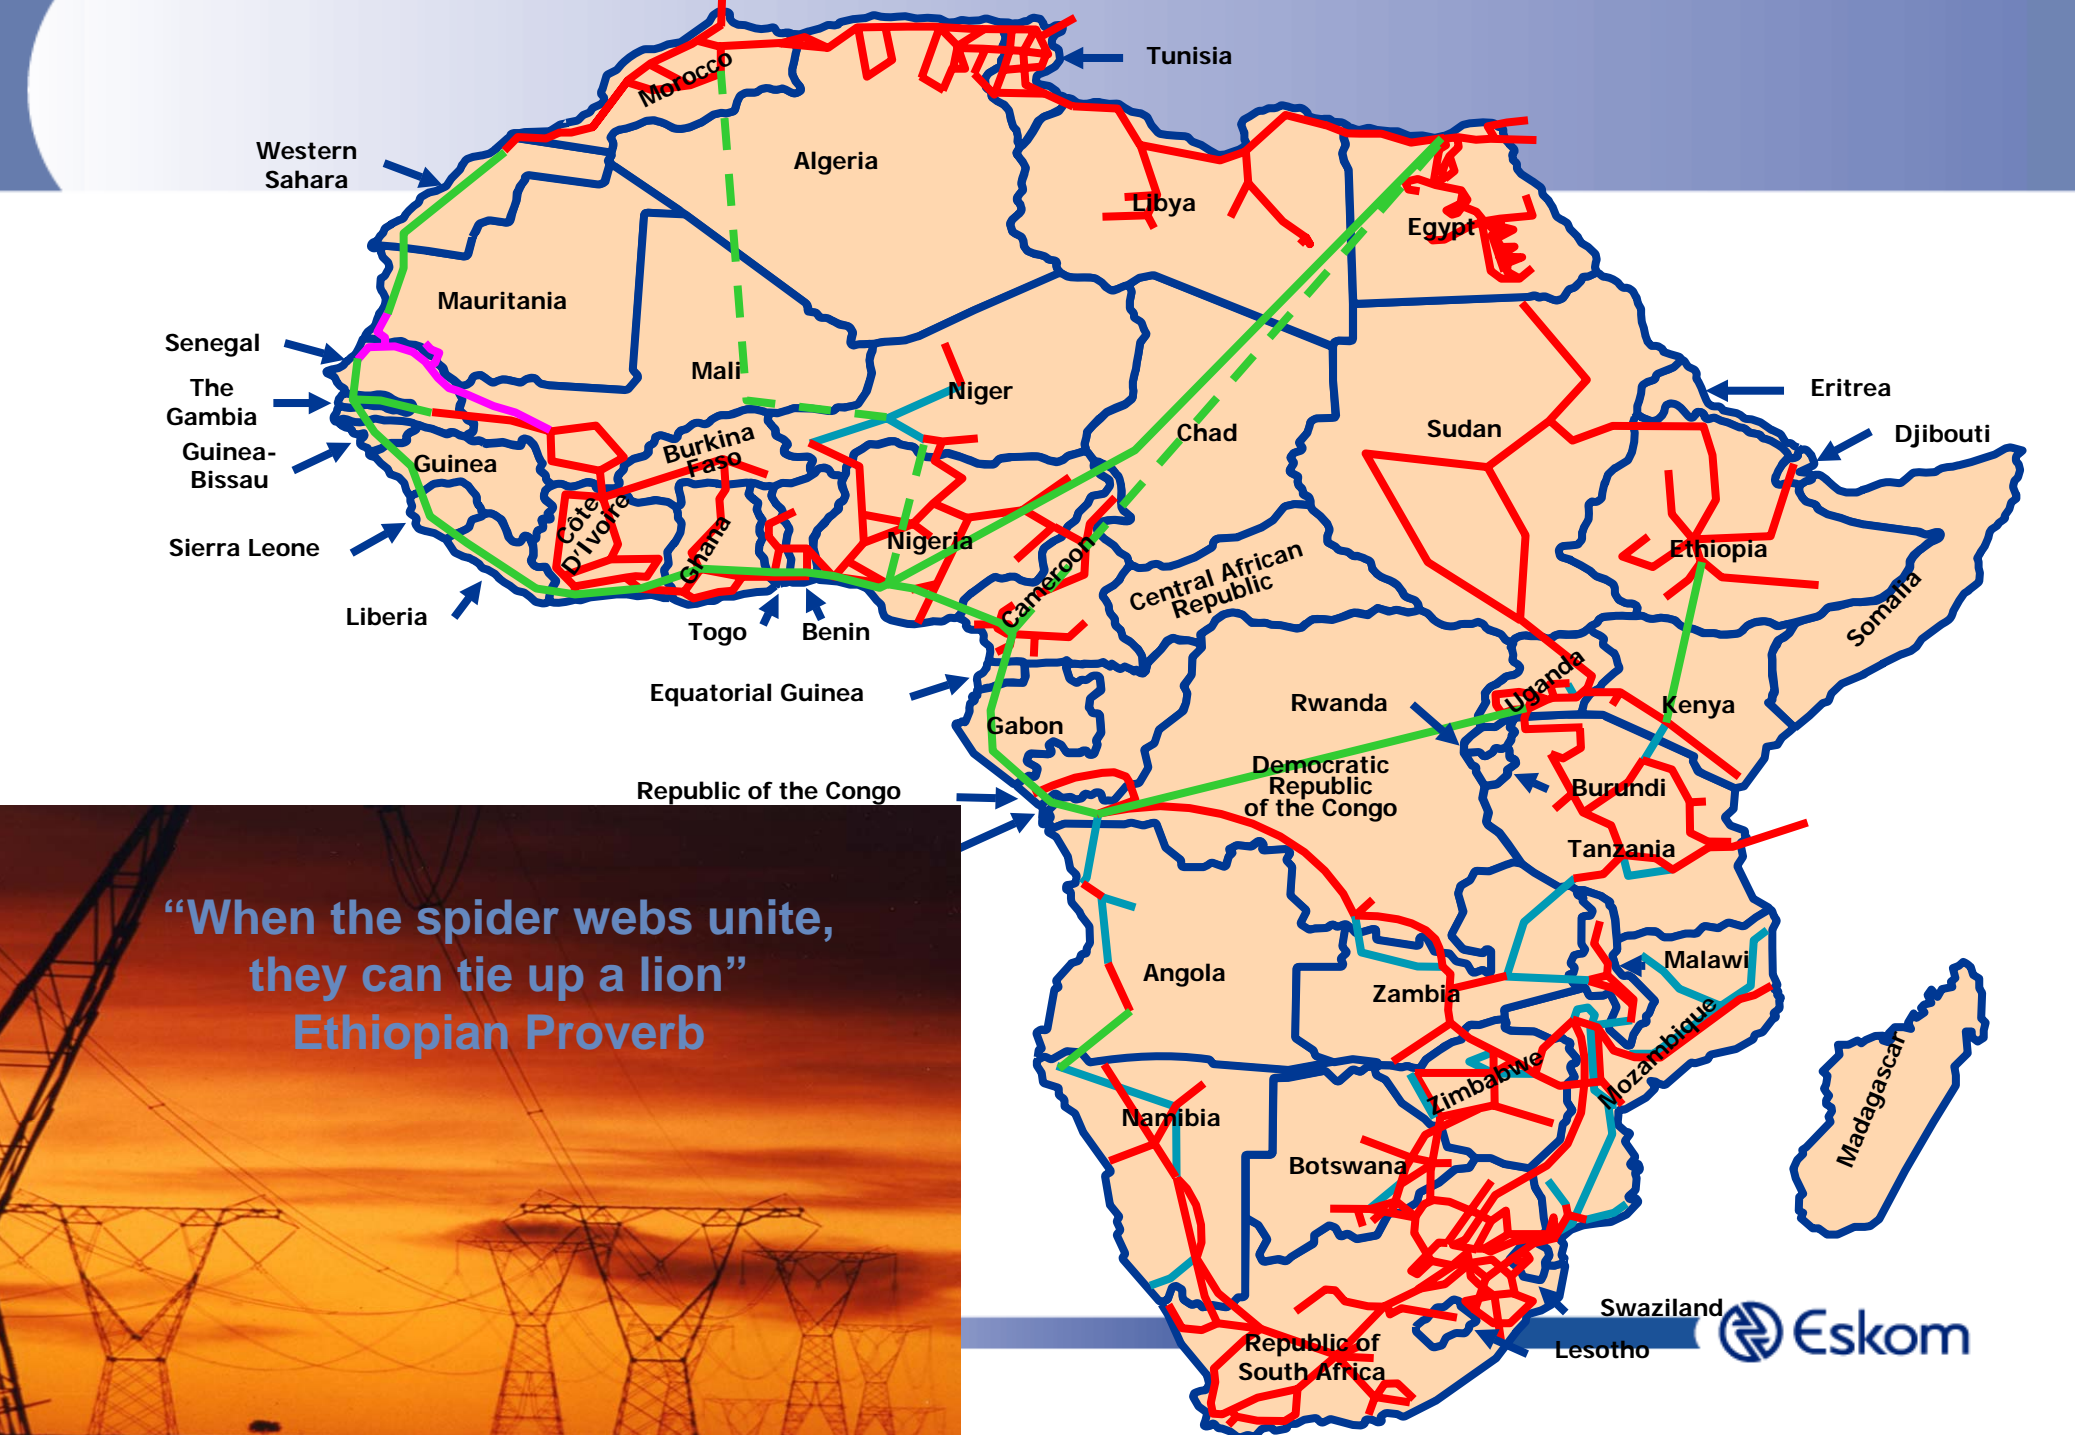 Tunisia
Morocco
Western
Sahara
Algeria
Libya
Egypt
Mauritania
Senegal
Mali
Niger
The
Gambia
Eritrea
Chad
Sudan
Djibouti
Burkina
Faso
Guinea-
Bissau
Guinea
Côte
D'Ivoire
Ghana
Nigeria
Cameroon
Central African
Republic
Ethiopia
Somalia
Sierra Leone
Liberia
Togo
Benin
Equatorial Guinea
Gabon
Rwanda
Uganda
Kenya
Democratic
Republic
of the Congo
Republic of the Congo
Burundi
Tanzania
“When the spider webs unite,
they can tie up a lion”
Ethiopian Proverb
Angola
Zambia
Malawi
Mozambique
Zimbabwe
Madagascar
Namibia
Botswana
Swaziland
Lesotho
Republic of
South Africa
Eskom